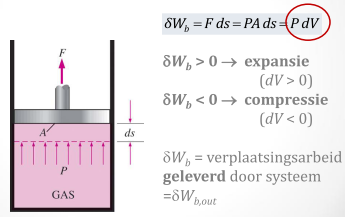 δW_b = F ds = PA ds = P dV
F
δW_b > 0 → expansie
(dV > 0)
δW_b < 0 → compressie
(dV < 0)
A
ds
P
GAS
δW_b = verplaatsingsarbeid
geleverd door systeem
=δW_b,out